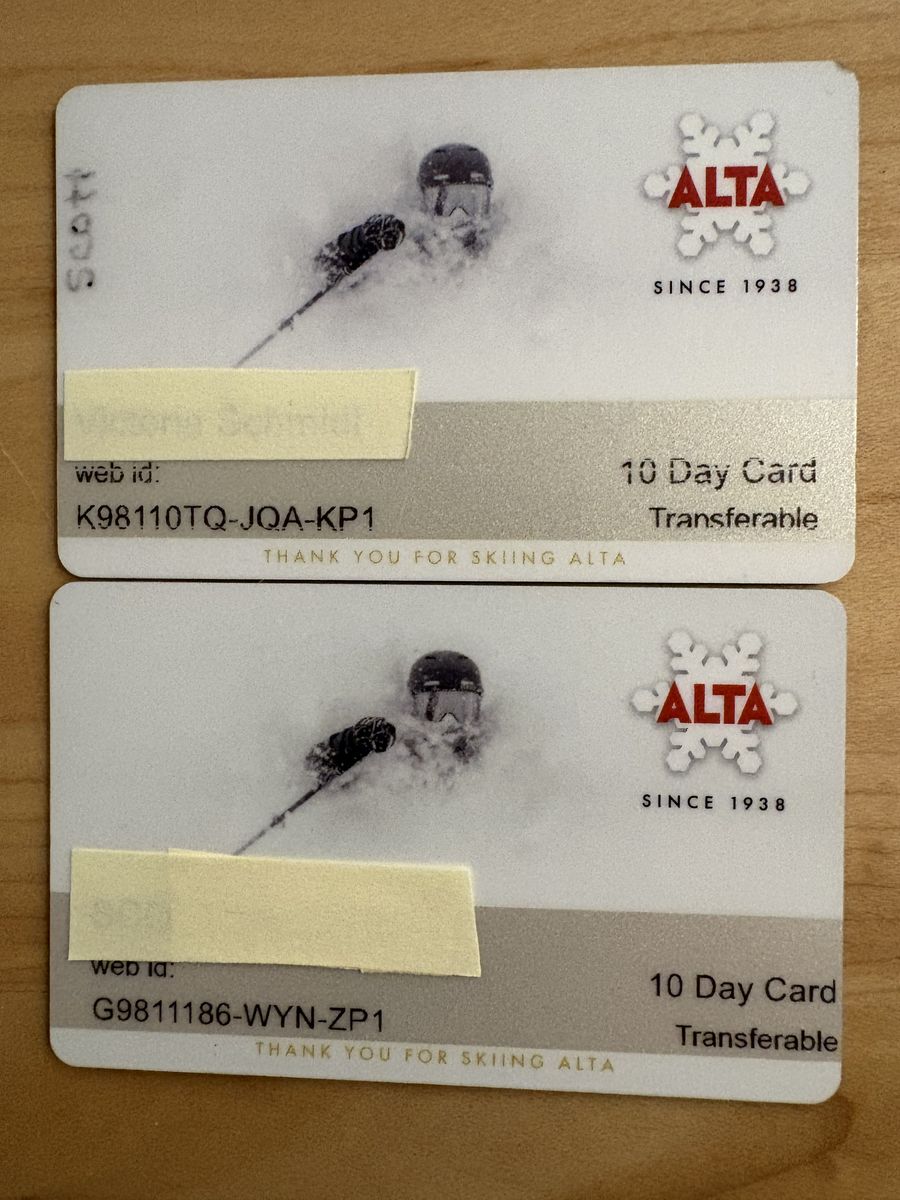 Scott
ALTA
SINCE 1938
web id:
K98110TQ-JQA-KP1
10 Day Card
Transferable
THANK YOU FOR SKIING ALTA
ALTA
SINCE 1938
web id:
G9811186-WYN-ZP1
10 Day Card
Transferable
THANK YOU FOR SKIING ALTA